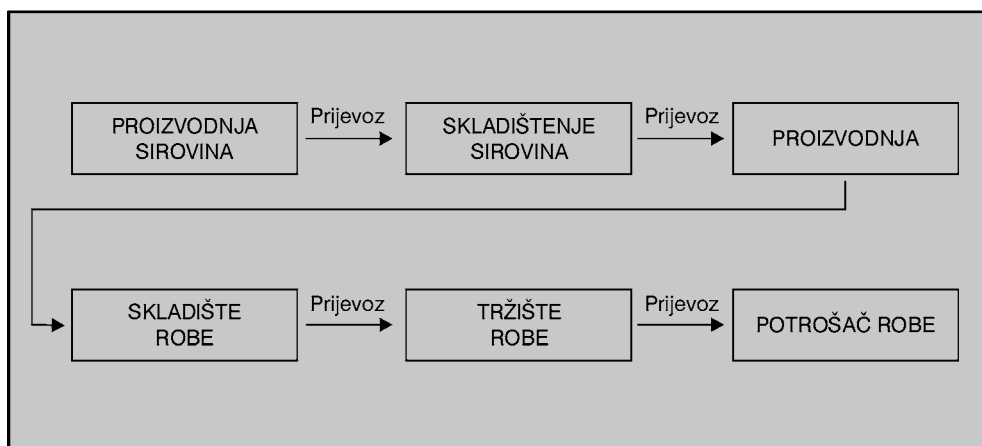 PROIZVODNJA
SIROVINA
Prijevoz
SKLADIŠTENJE
SIROVINA
Prijevoz
PROIZVODNJA
SKLADIŠTE
ROBE
Prijevoz
TRŽIŠTE
ROBE
Prijevoz
POTROŠAČ ROBE